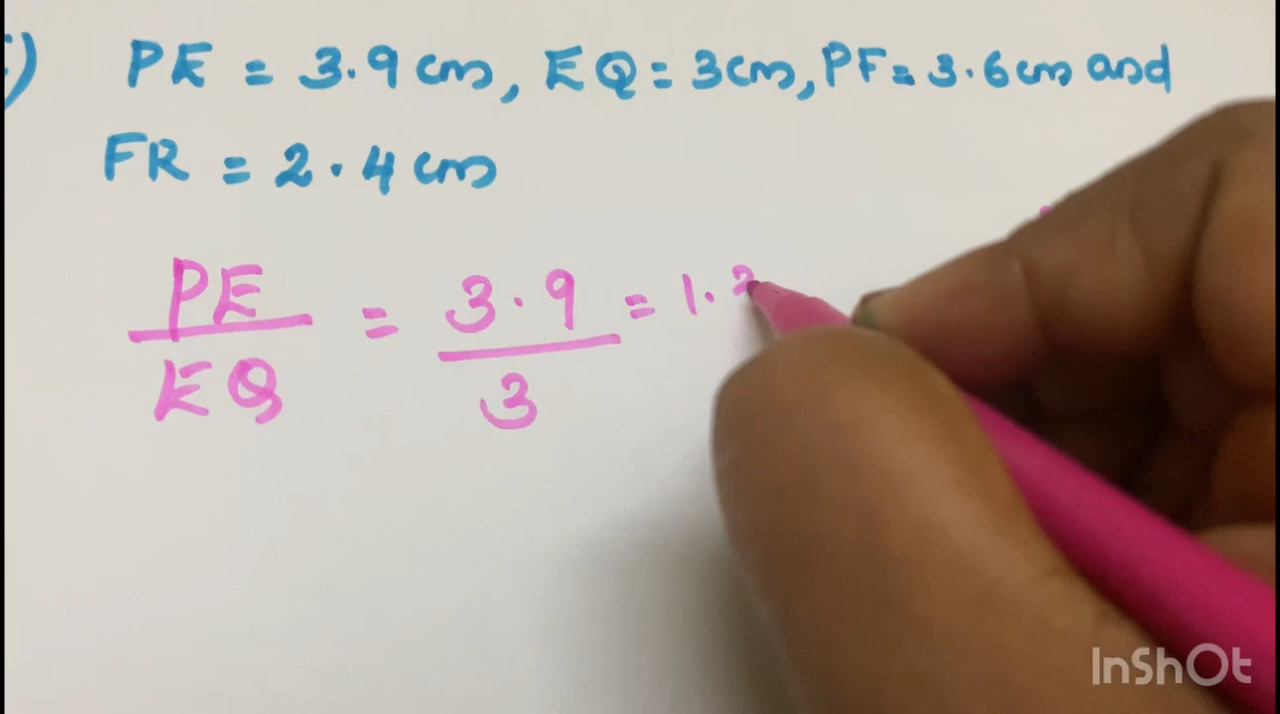 PE = 3.9 cm, EQ = 3cm, PF = 3.6 cm and
FR = 2.4 cm
PE
EQ
= 3.9
3
= 1.
InShOt